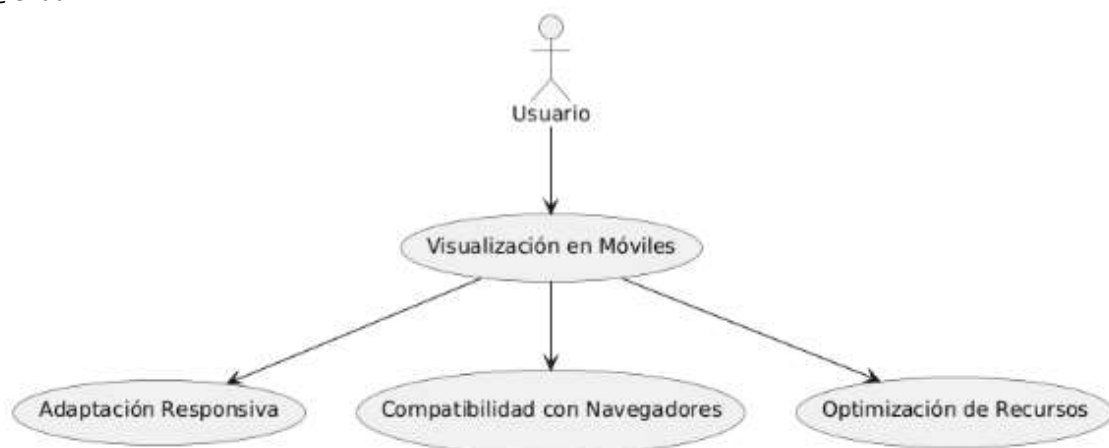 Usuario
Visualización en Móviles
Adaptación Responsiva
Compatibilidad con Navegadores
Optimización de Recursos